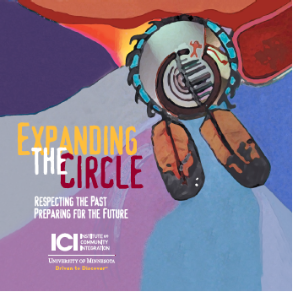 EXPANDING
THE
CIRCLE
RESPECTING THE PAST
PREPARING FOR THE FUTURE
ICI INSTITUTE ON
COMMUNITY
INTEGRATION
UNIVERSITY OF MINNESOTA
Driven to Discover℠